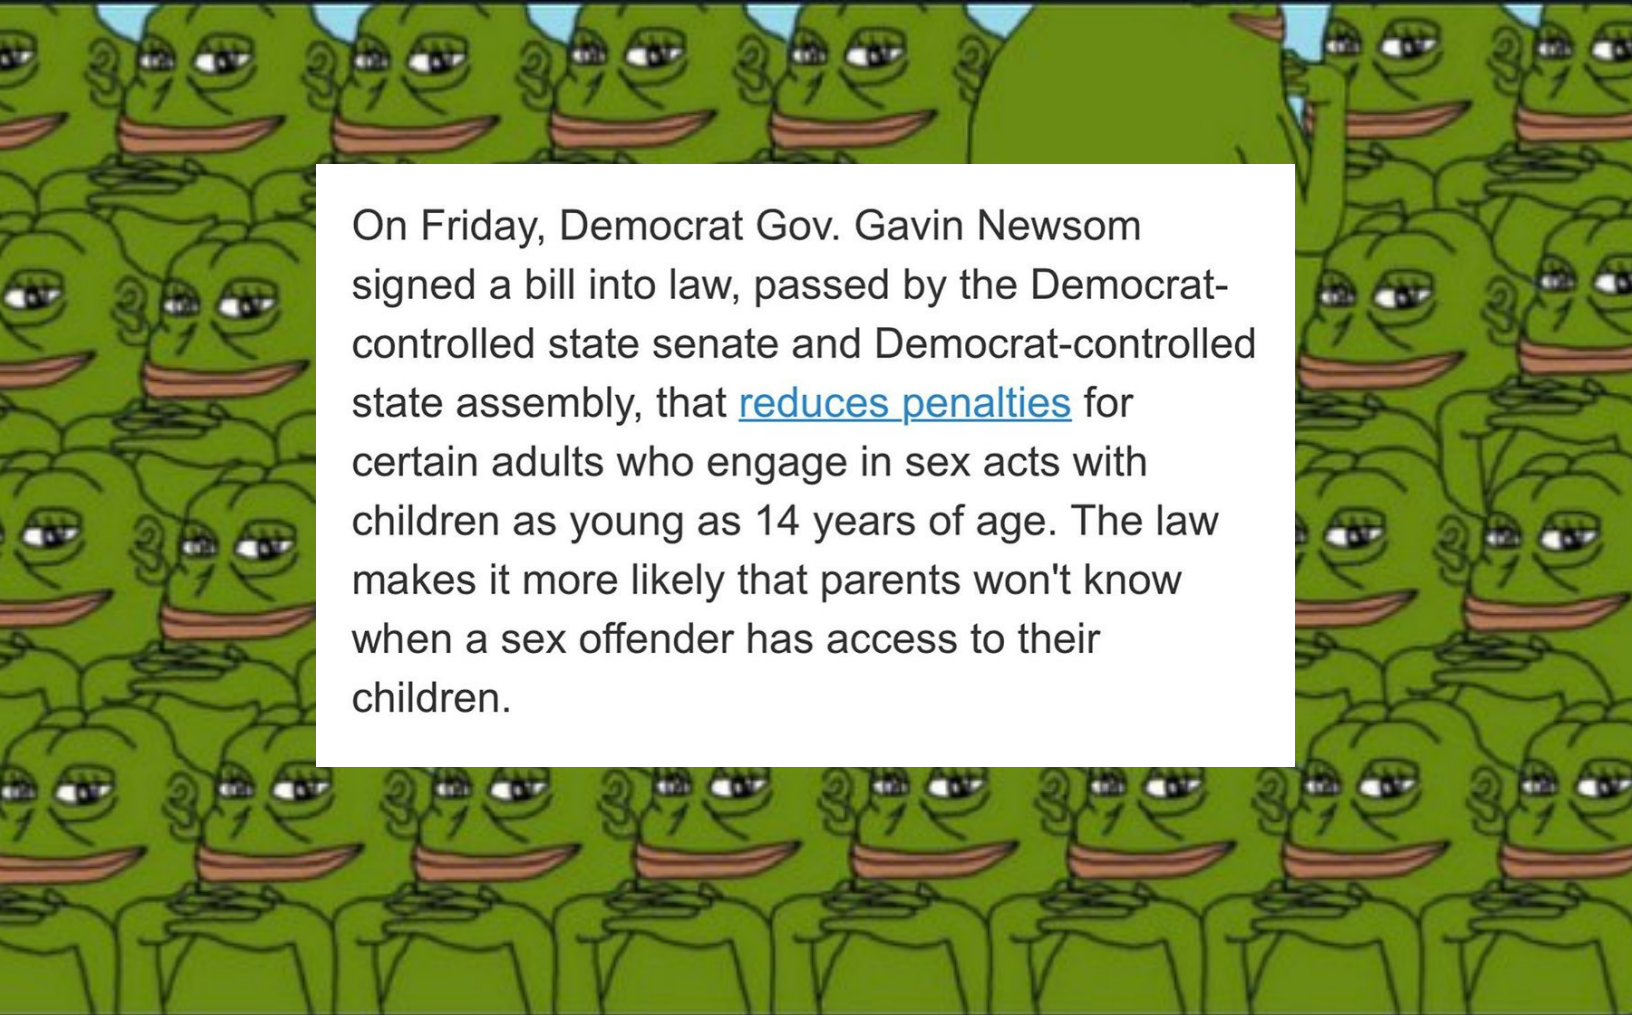 On Friday, Democrat Gov. Gavin Newsom
signed a bill into law, passed by the Democrat-
controlled state senate and Democrat-controlled
state assembly, that reduces penalties for
certain adults who engage in sex acts with
children as young as 14 years of age. The law
makes it more likely that parents won't know
when a sex offender has access to their
children.